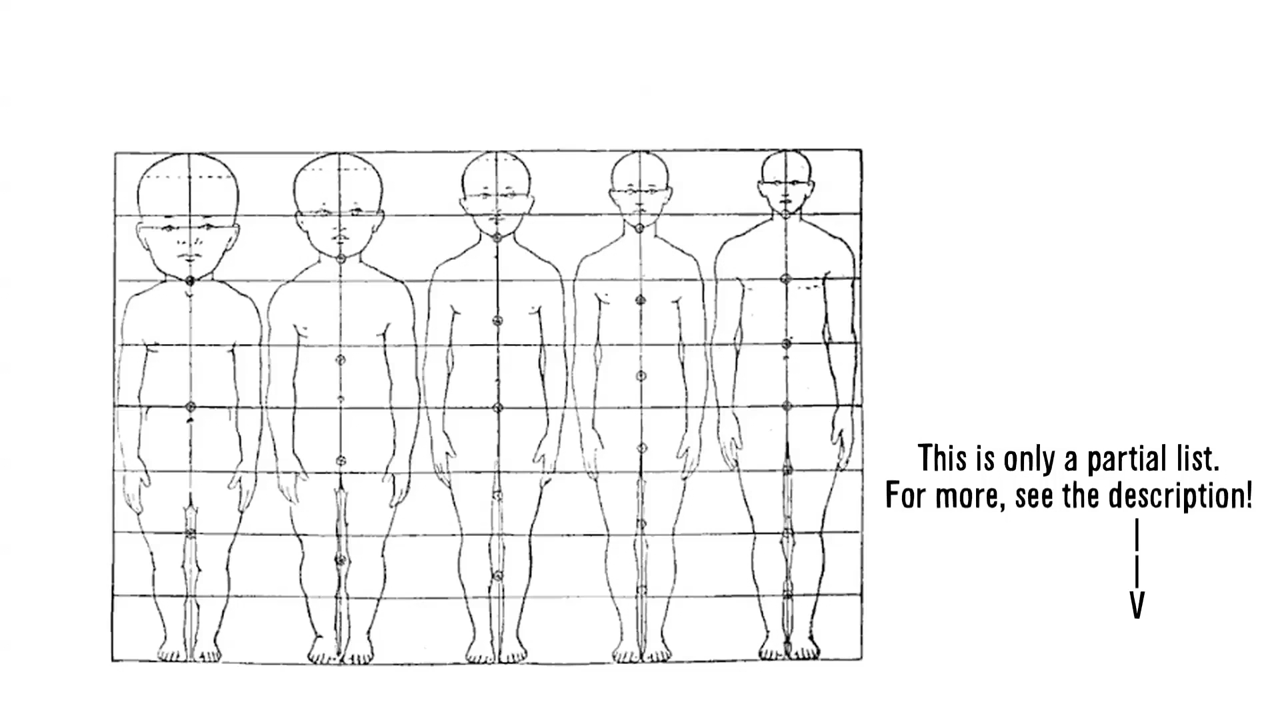 This is only a partial list.
For more, see the description!
|
|
V